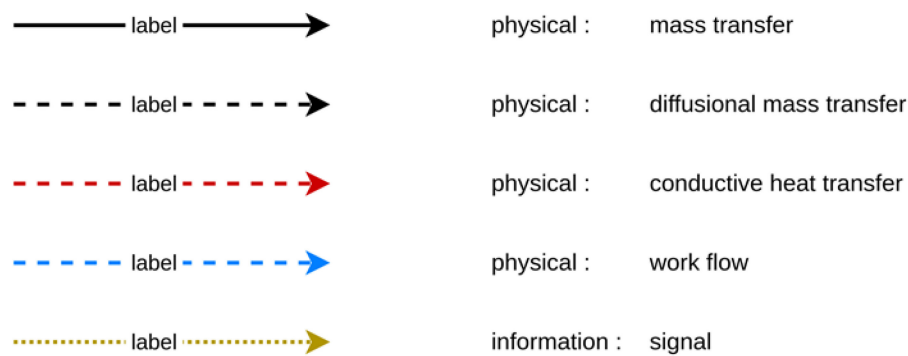 label physical : mass transfer
label physical : diffusional mass transfer
label physical : conductive heat transfer
label physical : work flow
label information : signal